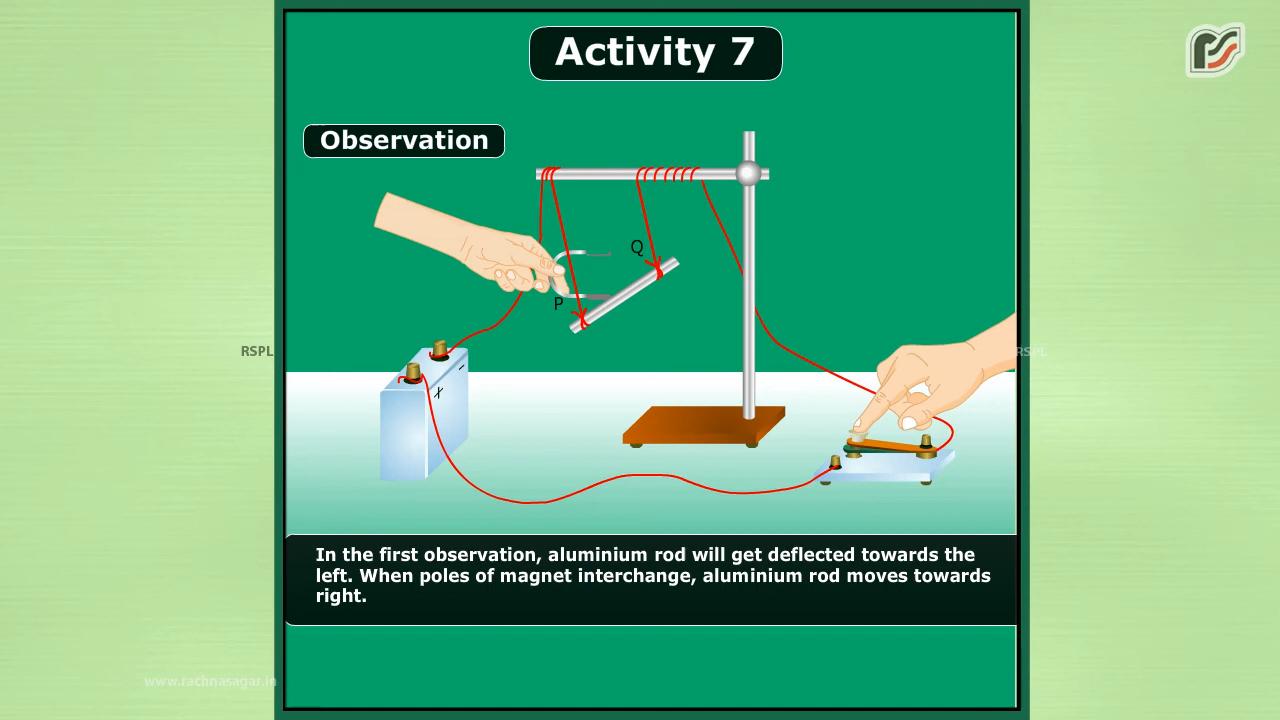 Activity 7
Observation
Q
P
RSPL
RSPL
-
+
In the first observation, aluminium rod will get deflected towards the
left. When poles of magnet interchange, aluminium rod moves towards
right.
www.rachnasagar.in